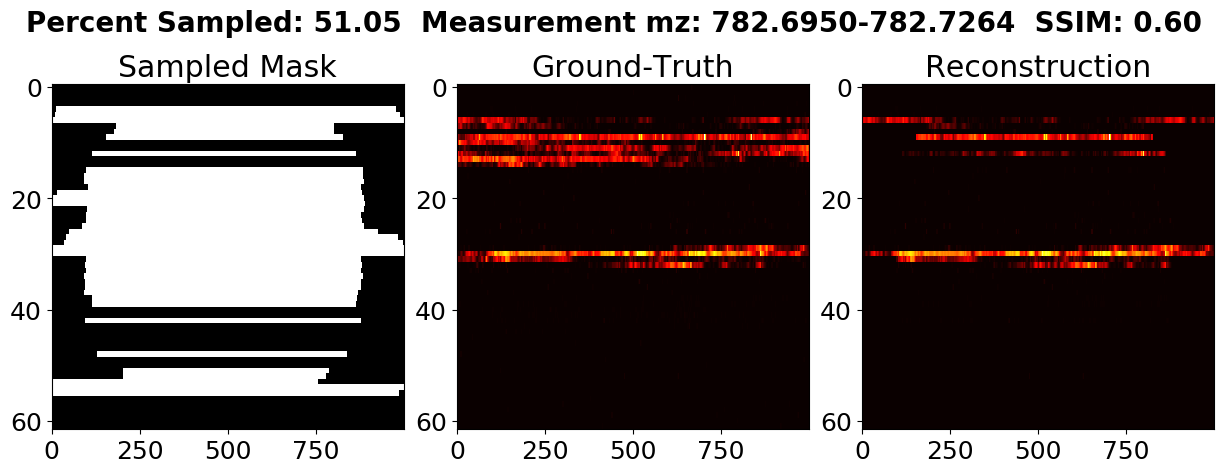 Percent Sampled: 51.05  Measurement mz: 782.6950-782.7264  SSIM: 0.60
Sampled Mask  Ground-Truth  Reconstruction
0  0  0
20  20  20
40  40  40
60  60  60
0  250  500  750  0  250  500  750  0  250  500  750